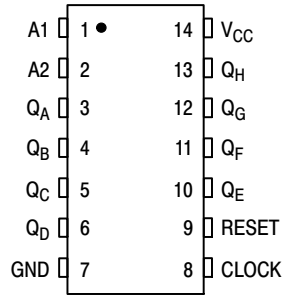 A1 1 14 VCC
A2 2 13 QH
QA 3 12 QG
QB 4 11 QF
QC 5 10 QE
QD 6 9 RESET
GND 7 8 CLOCK